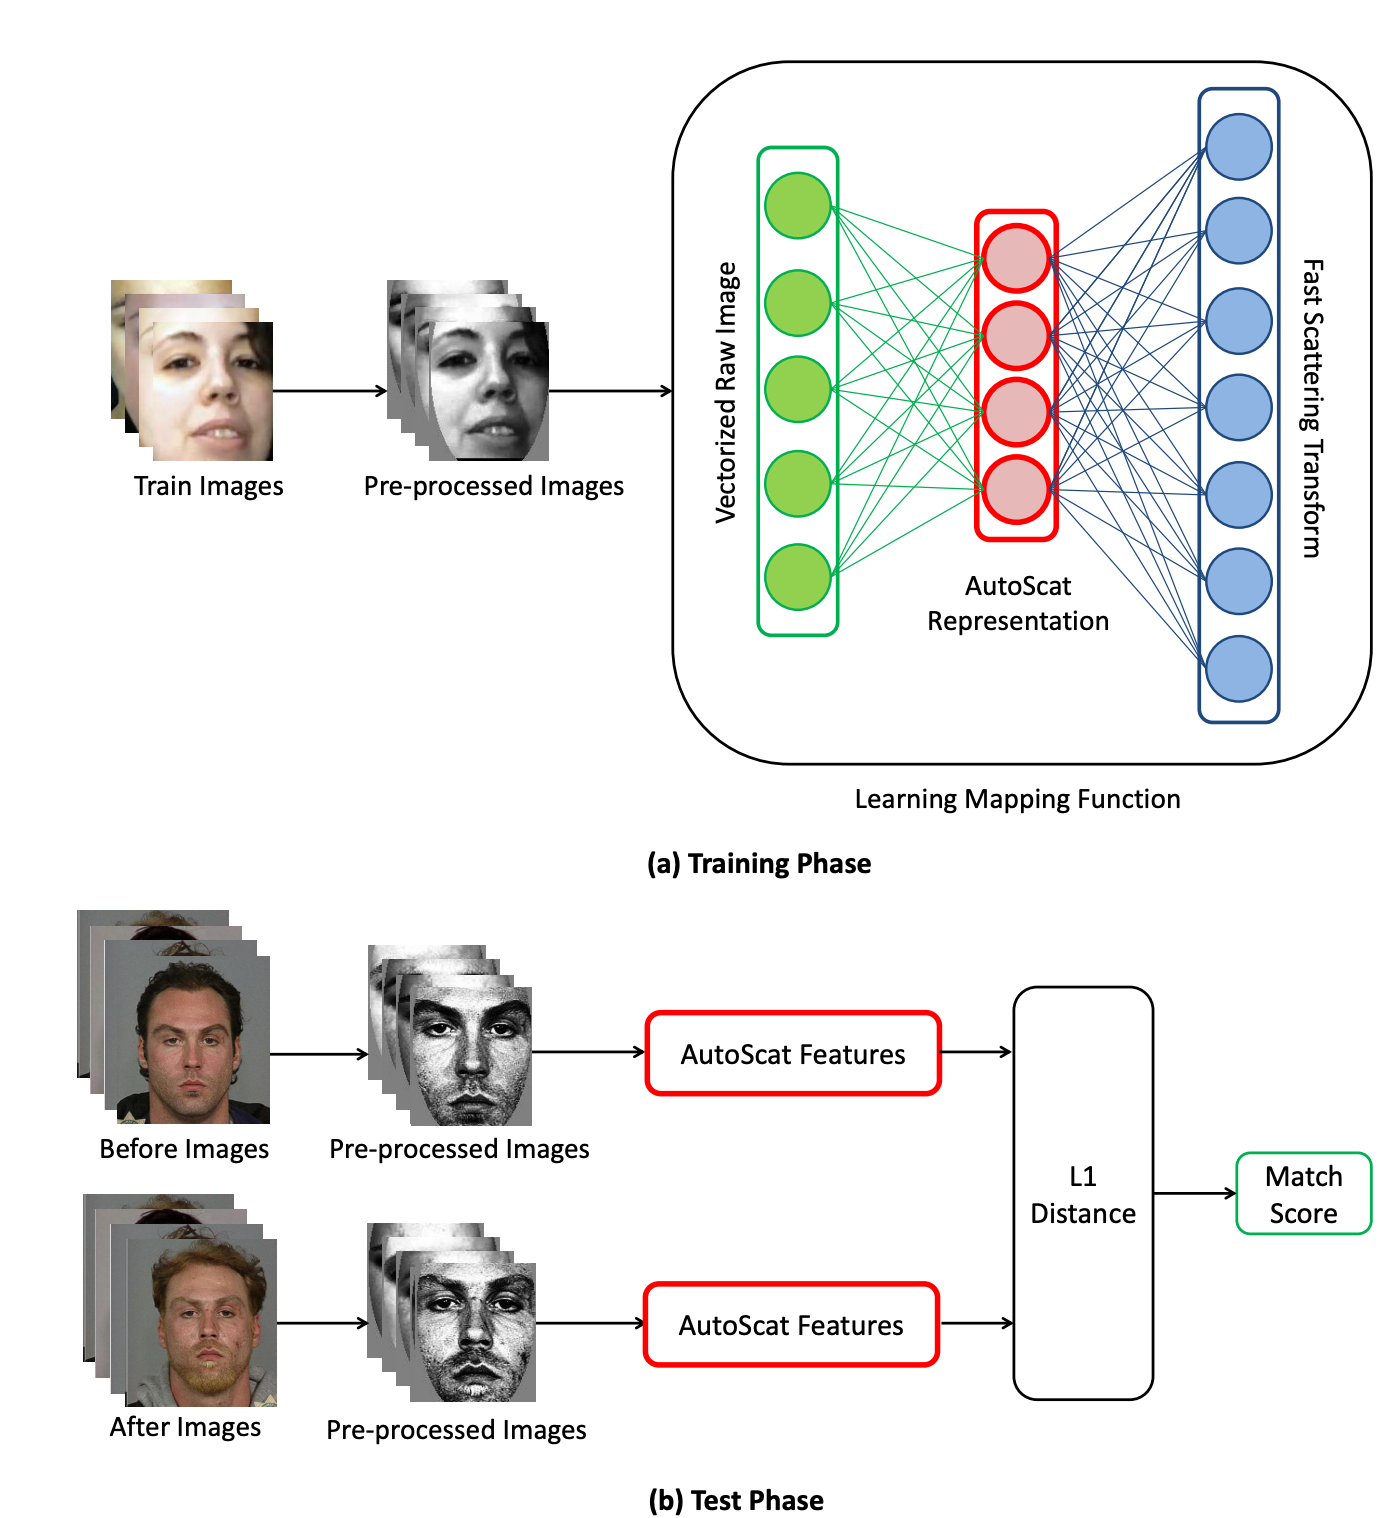 Train Images
Pre-processed Images
Vectorized Raw Image
AutoScat
Representation
Fast Scattering Transform
Learning Mapping Function
(a) Training Phase
Before Images
Pre-processed Images
AutoScat Features
After Images
Pre-processed Images
AutoScat Features
L1
Distance
Match
Score
(b) Test Phase